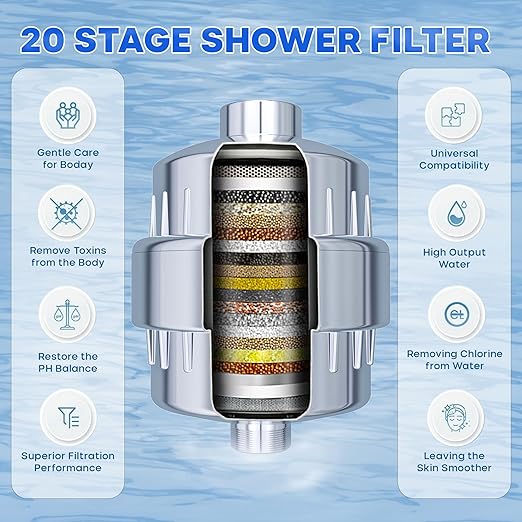 20 STAGE SHOWER FILTER
Gentle Care
for Boday
Remove Toxins
from the Body
Restore the
PH Balance
Superior Filtration
Performance
Universal
Compatibility
High Output
Water
Removing Chlorine
from Water
Leaving the
Skin Smoother